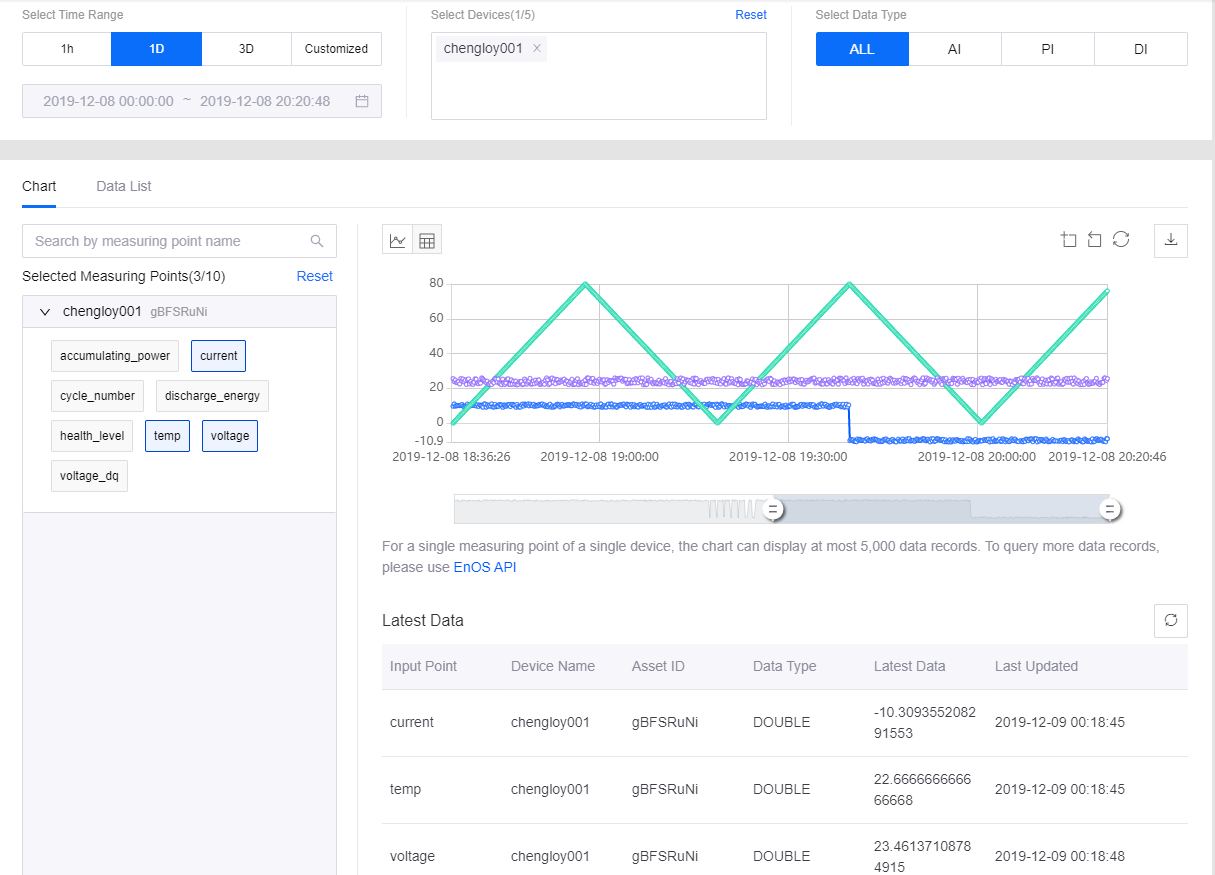 Select Time Range
Select Devices(1/5)
Reset
Select Data Type
1h
1D
3D
Customized
chengloy001 ×
ALL
AI
PI
DI
2019-12-08 00:00:00 ~ 2019-12-08 20:20:48
Chart
Data List
Search by measuring point name
Selected Measuring Points(3/10)
Reset
chengloy001 gBFSRuNi
accumulating_power
current
cycle_number
discharge_energy
health_level
temp
voltage
voltage_dq
80
60
40
20
0
-10.9
2019-12-08 18:36:26
2019-12-08 19:00:00
2019-12-08 19:30:00
2019-12-08 20:00:00
2019-12-08 20:20:46
For a single measuring point of a single device, the chart can display at most 5,000 data records. To query more data records,
please use EnOS API
Latest Data
Input Point Device Name Asset ID Data Type Latest Data Last Updated
current chengloy001 gBFSRuNi DOUBLE -10.3093552082 2019-12-09 00:18:45
91553
temp chengloy001 gBFSRuNi DOUBLE 22.6666666666 2019-12-09 00:18:45
66668
voltage chengloy001 gBFSRuNi DOUBLE 23.4613710878 2019-12-09 00:18:48
4915